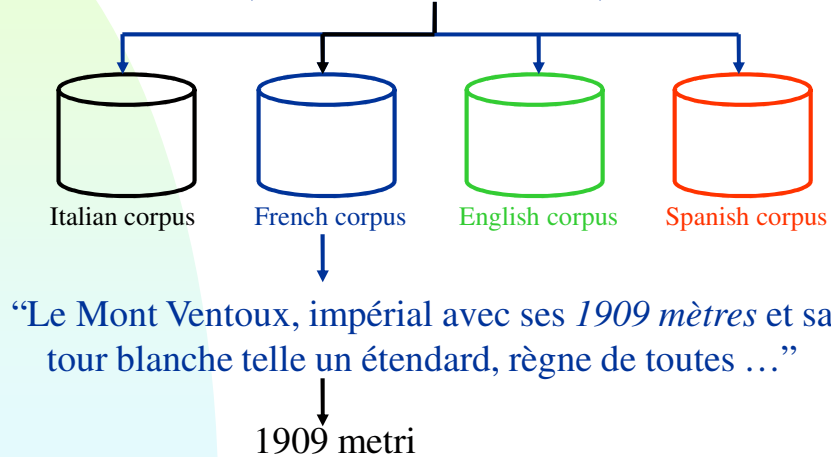 Italian corpus French corpus English corpus Spanish corpus
“Le Mont Ventoux, impérial avec ses 1909 mètres et sa
tour blanche telle un étendard, règne de toutes …”
1909 metri